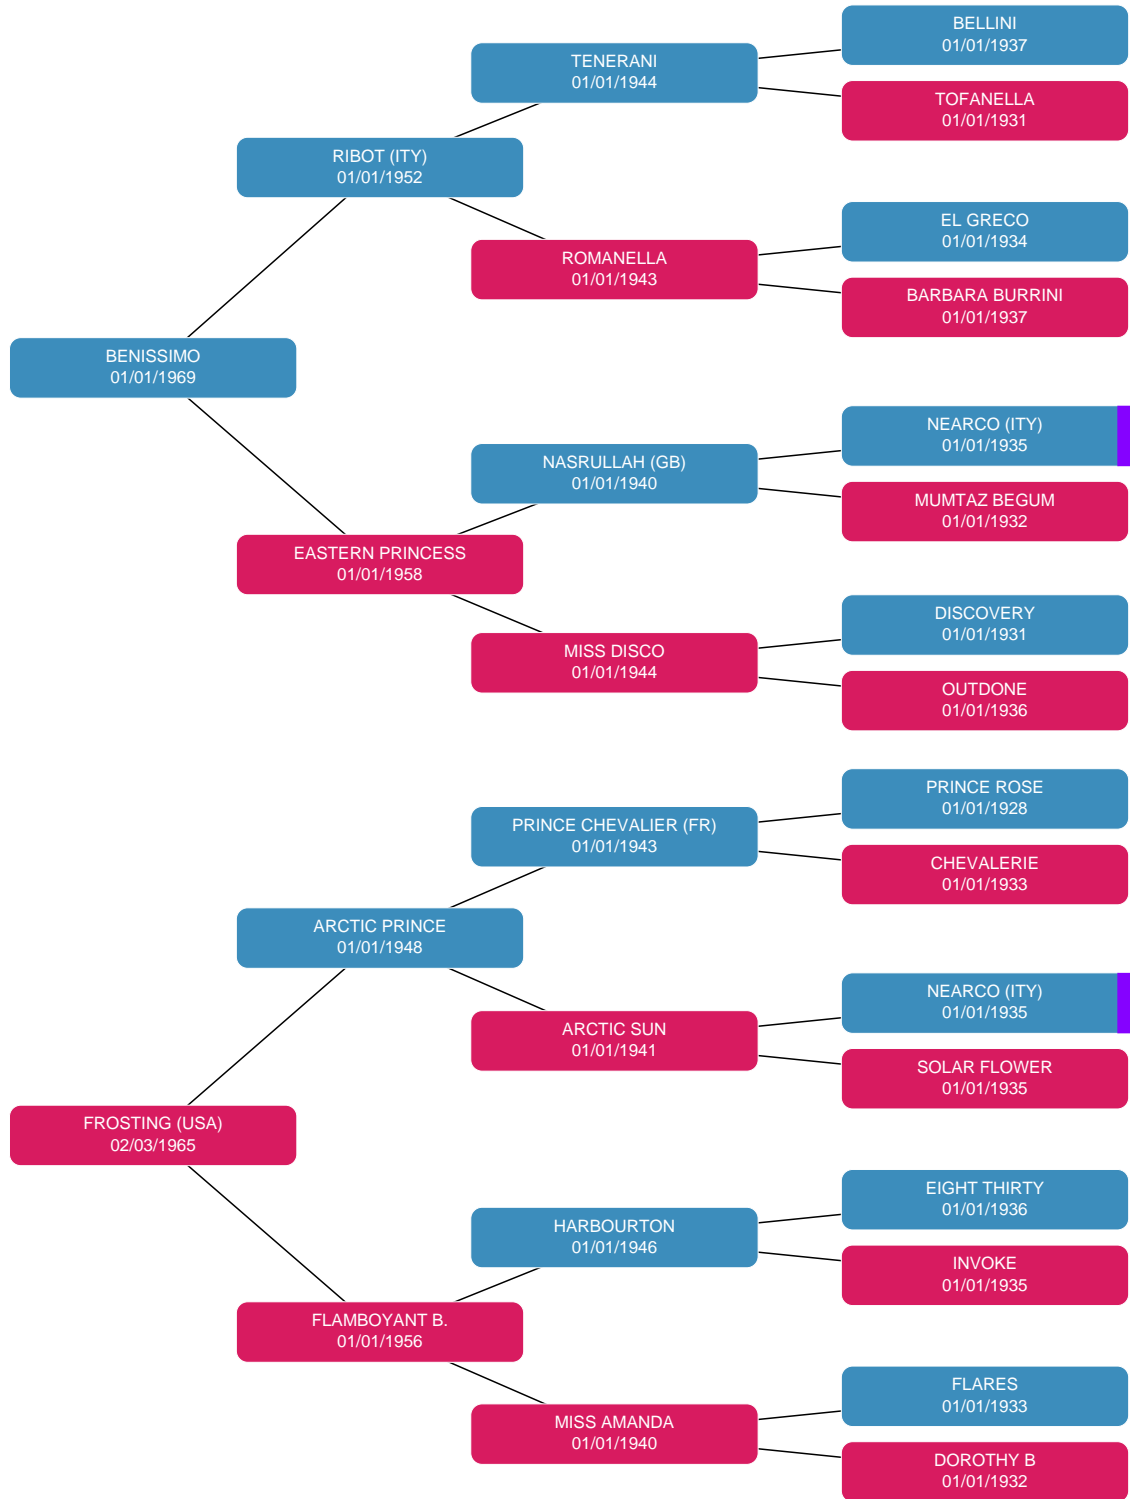 BELLINI
01/01/1937
TENERANI
01/01/1944
TOFANELLA
01/01/1931
RIBOT (ITY)
01/01/1952
EL GRECO
01/01/1934
ROMANELLA
01/01/1943
BARBARA BURRINI
01/01/1937
BENISSIMO
01/01/1969
NEARCO (ITY)
01/01/1935
NASRULLAH (GB)
01/01/1940
MUMTAZ BEGUM
01/01/1932
EASTERN PRINCESS
01/01/1958
DISCOVERY
01/01/1931
MISS DISCO
01/01/1944
OUTDONE
01/01/1936
PRINCE ROSE
01/01/1928
PRINCE CHEVALIER (FR)
01/01/1943
CHEVALERIE
01/01/1933
ARCTIC PRINCE
01/01/1948
NEARCO (ITY)
01/01/1935
ARCTIC SUN
01/01/1941
SOLAR FLOWER
01/01/1935
FROSTING (USA)
02/03/1965
EIGHT THIRTY
01/01/1936
HARBOURTON
01/01/1946
INVOKE
01/01/1935
FLAMBOYANT B.
01/01/1956
FLARES
01/01/1933
MISS AMANDA
01/01/1940
DOROTHY B
01/01/1932